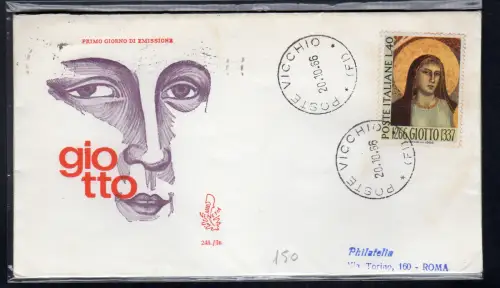 PRIMO GIORNO DI EMISSIONE
gio
tto
POSTE VICCHIO (FI) *
20.10.66
POSTE ITALIANE L.40
1266 GIOTTO 1337
POSTE VICCHIO (FI) *
20.10.66
150
Philatelia
Via Torino, 160 - ROMA